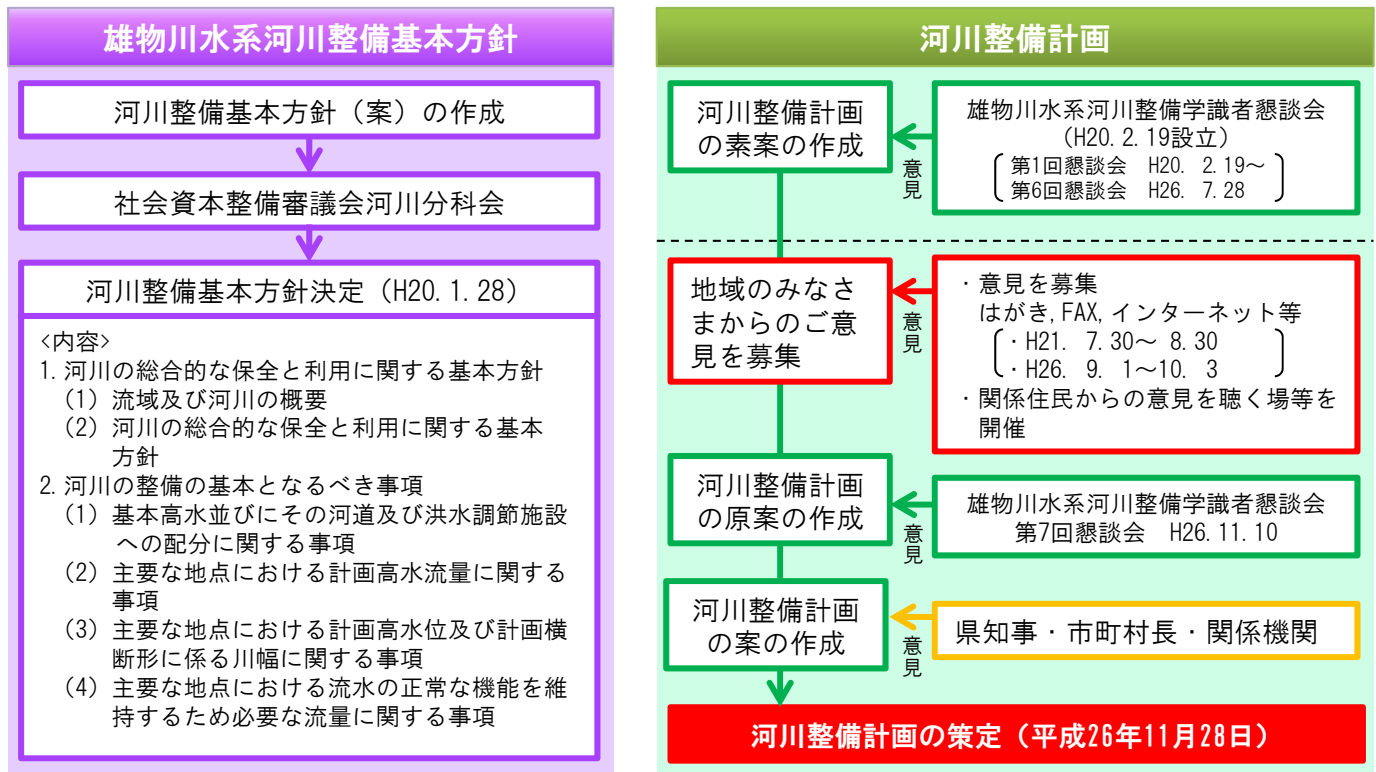 雄物川水系河川整備基本方針
河川整備基本方針（案）の作成
社会資本整備審議会河川分科会
河川整備基本方針決定（H20.1.28）
<内容>
1.河川の総合的な保全と利用に関する基本方針
（1）流域及び河川の概要
（2）河川の総合的な保全と利用に関する基本
方針
2.河川の整備の基本となるべき事項
（1）基本高水並びにその河道及び洪水調節施設
への配分に関する事項
（2）主要な地点における計画高水流量に関する
事項
（3）主要な地点における計画高水位及び計画横
断形に係る川幅に関する事項
（4）主要な地点における流水の正常な機能を維
持するため必要な流量に関する事項
河川整備計画
河川整備計画
の素案の作成
意見
雄物川水系河川整備学識者懇談会
（H20.2.19設立）
第1回懇談会　H20. 2.19～
第6回懇談会　H26. 7.28
地域のみなさ
まからのご意
見を募集
意見
・意見を募集
はがき,FAX,インターネット等
・H21. 7.30～ 8.30
・H26. 9. 1～10. 3
・関係住民からの意見を聴く場等を
開催
河川整備計画
の原案の作成
意見
雄物川水系河川整備学識者懇談会
第7回懇談会　H26.11.10
河川整備計画
の案の作成
意見
県知事・市町村長・関係機関
河川整備計画の策定（平成26年11月28日）